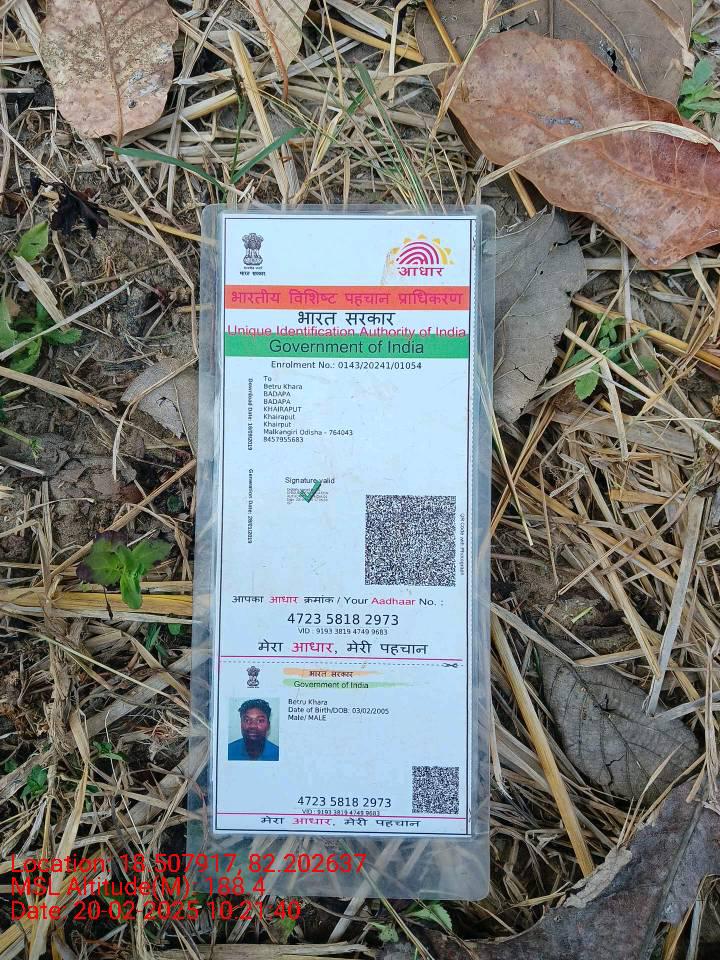 भारत सरकार
आधार
भारतीय विशिष्ट पहचान प्राधिकरण
भारत सरकार
Unique Identification Authority of India
Government of India
Enrolment No.: 0143/20241/01054
To
Betru Khara
BADAPA
BADAPA
KHAIRAPUT
Khairaput
Khairput
Malkangiri Odisha - 764043
8457955683
Signature valid
आपका आधार क्रमांक / Your Aadhaar No. :
4723 5818 2973
VID : 9193 3819 4749 9683
मेरा आधार, मेरी पहचान
भारत सरकार
Government of India
Betru Khara
Date of Birth/DOB: 03/02/2005
Male/ MALE
4723 5818 2973
VID : 9193 3819 4749 9683
मेरा आधार, मेरी पहचान
Location: 18.507917, 82.202637
MSL Altitude(M): 188.4
Date: 20-02-2025 10:21:40